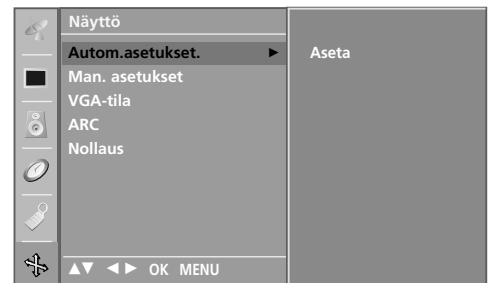 Näyttö
Autom.asetukset. ►
Aseta
Man. asetukset
VGA-tila
ARC
Nollaus
▲▼ ◄► OK MENU